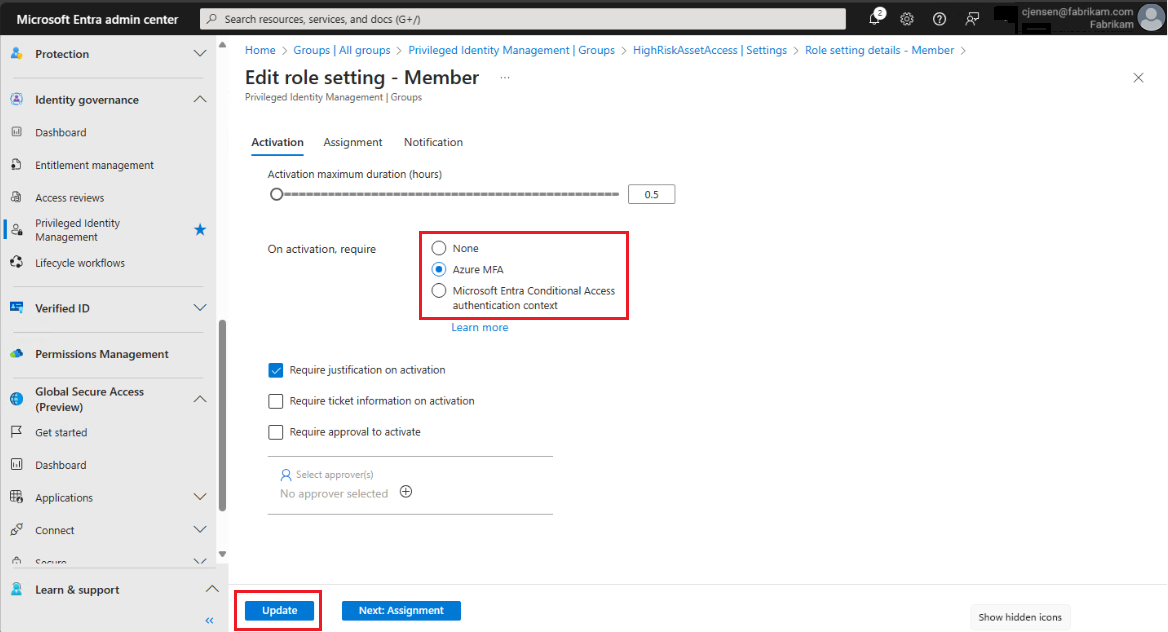 Microsoft Entra admin center
Search resources, services, and docs (G+/)
2
cjensen@fabrikam.com
Fabrikam
Protection
Identity governance
Dashboard
Entitlement management
Access reviews
Privileged Identity
Management
Lifecycle workflows
Verified ID
Permissions Management
Global Secure Access
(Preview)
Get started
Dashboard
Applications
Connect
Secure
Learn & support
«
Home > Groups | All groups > Privileged Identity Management | Groups > HighRiskAssetAccess | Settings > Role setting details - Member >
Edit role setting - Member ...
Privileged Identity Management | Groups
Activation Assignment Notification
Activation maximum duration (hours)
0.5
On activation, require
None
Azure MFA
Microsoft Entra Conditional Access
authentication context
Learn more
Require justification on activation
Require ticket information on activation
Require approval to activate
Select approver(s)
No approver selected
Update
Next: Assignment
Show hidden icons